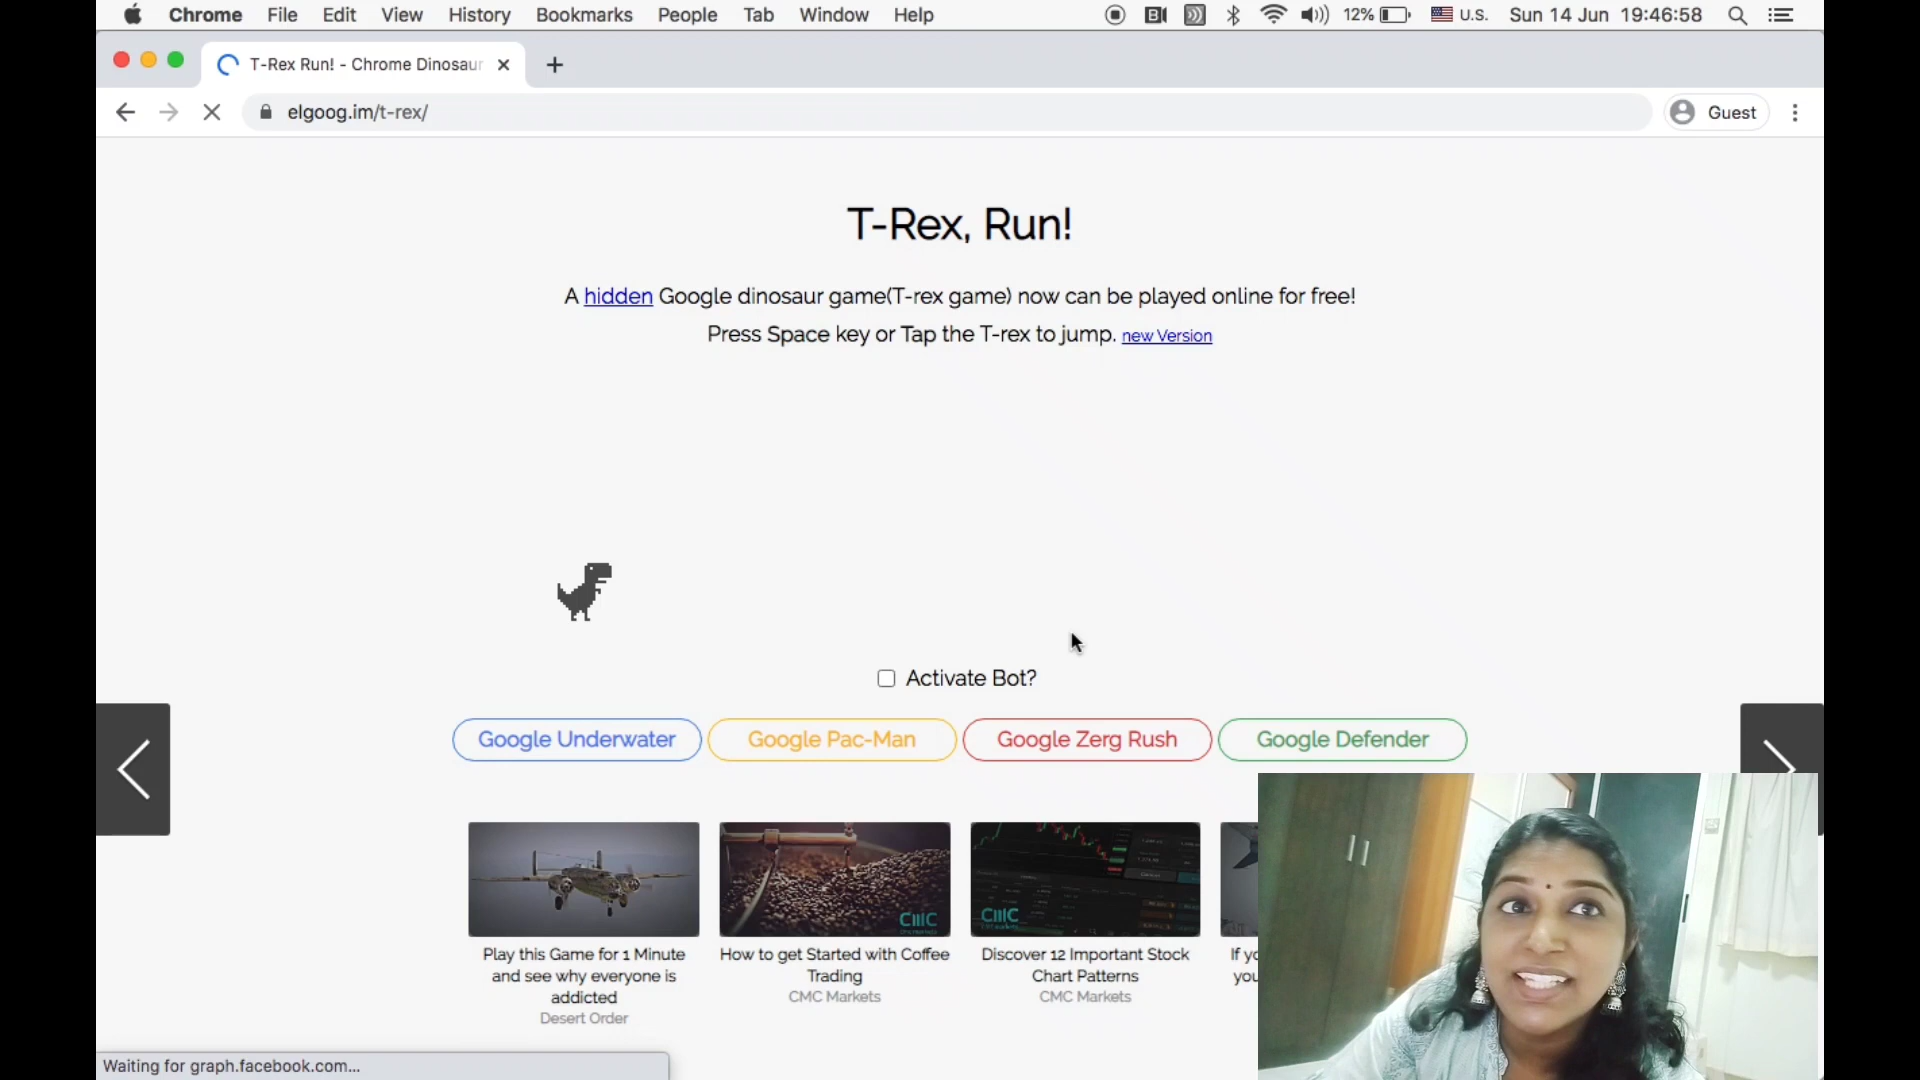 Chrome File Edit View History Bookmarks People Tab Window Help 12% U.S. Sun 14 Jun 19:46:58
T-Rex Run! - Chrome Dinosaur
elgoog.im/t-rex/ Guest
T-Rex, Run!
A hidden Google dinosaur game(T-rex game) now can be played online for free!
Press Space key or Tap the T-rex to jump. new Version
Activate Bot?
Google Underwater Google Pac-Man Google Zerg Rush Google Defender
CMC
CMC
Play this Game for 1 Minute
and see why everyone is
addicted
Desert Order
How to get Started with Coffee
Trading
CMC Markets
Discover 12 Important Stock
Chart Patterns
CMC Markets
Waiting for graph.facebook.com...